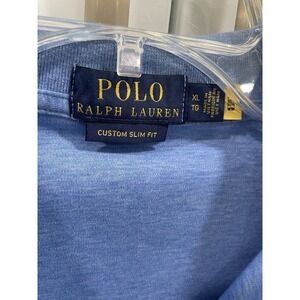 POLO
RALPH LAUREN
CUSTOM SLIM FIT
XL
TG